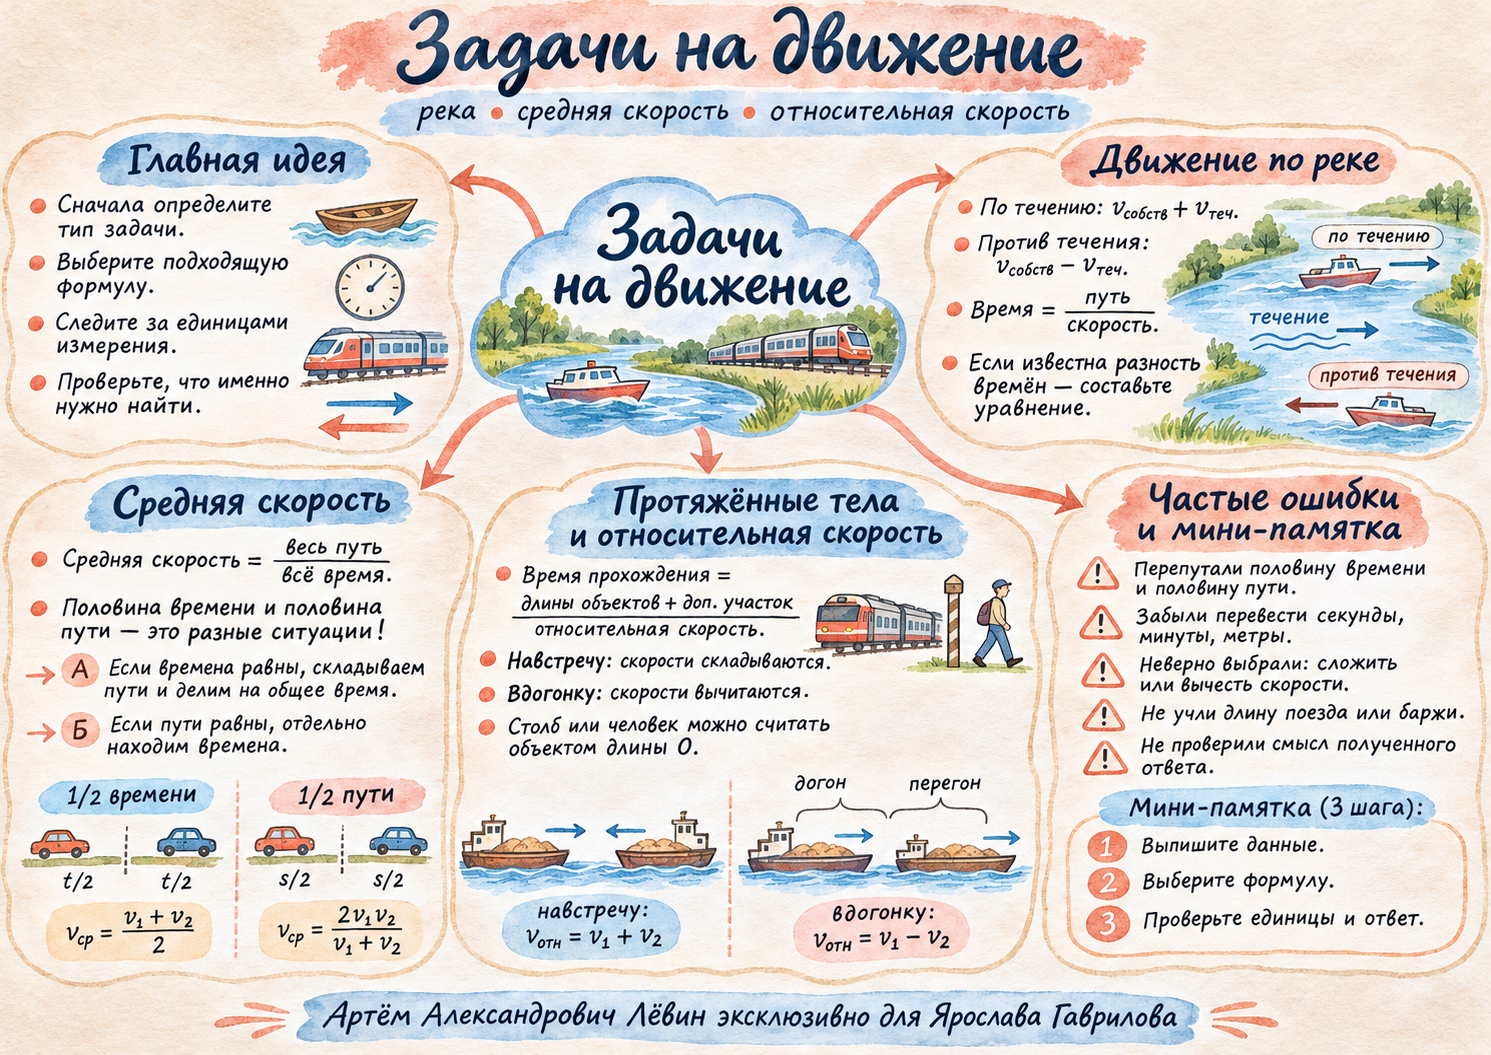 Задачи на движение
река • средняя скорость • относительная скорость
Главная идея
Сначала определите
тип задачи.
Выберите подходящую
формулу.
Следите за единицами
измерения.
Проверьте, что именно
нужно найти.
Задачи
на движение
Движение по реке
По течению: v собств + v теч.
Против течения:
v собств − v теч.
Время = путь
скорость.
Если известна разность
времён — составьте
уравнение.
по течению
течение
против течения
Средняя скорость
Средняя скорость = весь путь
всё время.
Половина времени и половина
пути — это разные ситуации!
А Если времена равны, складываем
пути и делим на общее время.
Б Если пути равны, отдельно
находим времена.
1/2 времени
t/2 t/2
v ср = v₁ + v₂
2
1/2 пути
s/2 s/2
v ср = 2v₁v₂
v₁ + v₂
Протяжённые тела
и относительная скорость
Время прохождения =
длины объектов + доп. участок
относительная скорость.
Навстречу: скорости складываются.
Вдогонку: скорости вычитаются.
Столб или человек можно считать
объектом длины 0.
навстречу:
v отн = v₁ + v₂
догон перегон
вдогонку:
v отн = v₁ − v₂
Частые ошибки
и мини-памятка
! Перепутали половину времени
и половину пути.
! Забыли перевести секунды,
минуты, метры.
! Неверно выбрали: сложить
или вычесть скорости.
! Не учли длину поезда или баржи.
! Не проверили смысл полученного
ответа.
Мини-памятка (3 шага):
1 Выпишите данные.
2 Выберите формулу.
3 Проверьте единицы и ответ.
Артём Александрович Лёвин эксклюзивно для Ярослава Гаврилова